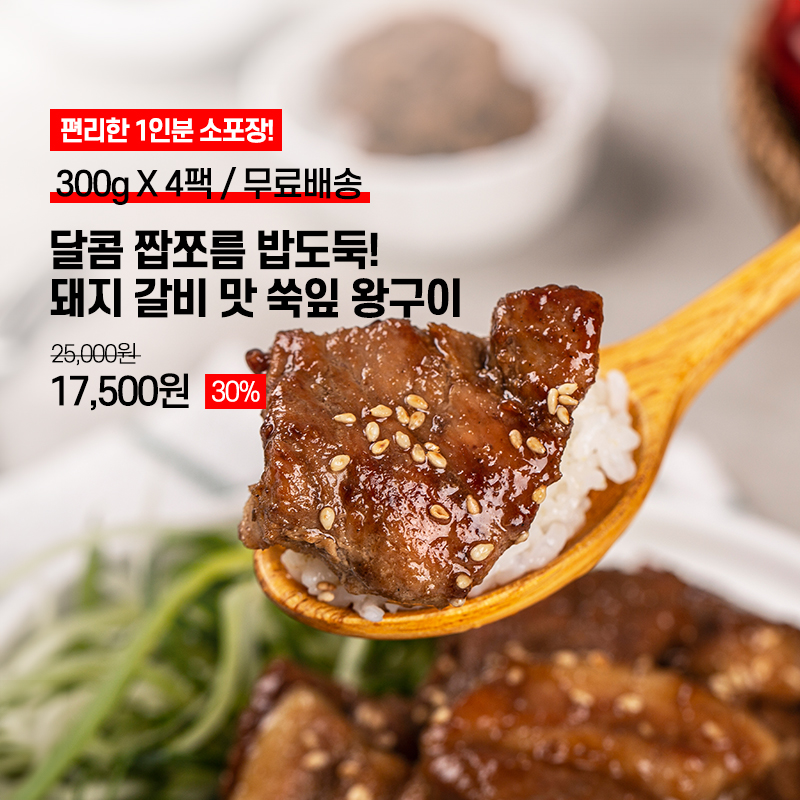 편리한 1인분 소포장!
300g X 4팩 / 무료배송
달콤 짭쪼름 밥도둑!
돼지 갈비 맛 쑥잎 왕구이
25,000원
17,500원 30%